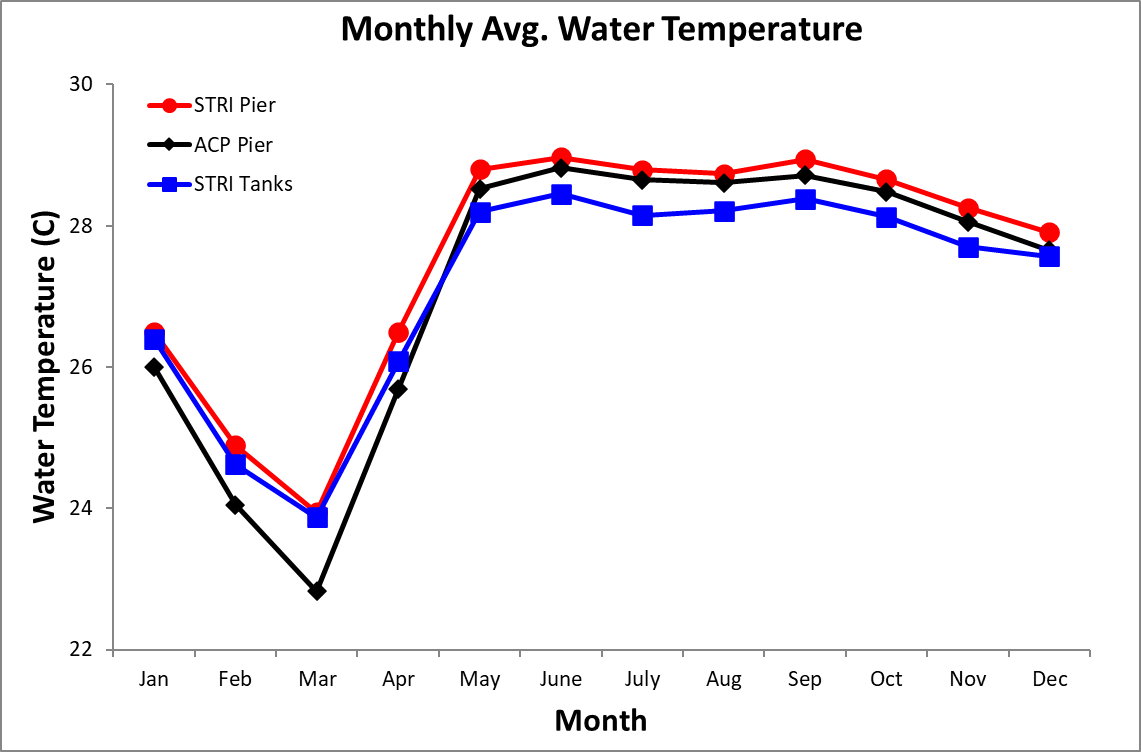 Monthly Avg. Water Temperature
30
STRI Pier
ACP Pier
STRI Tanks
28
Water Temperature (C)
26
24
22
Jan Feb Mar Apr May June July Aug Sep Oct Nov Dec
Month